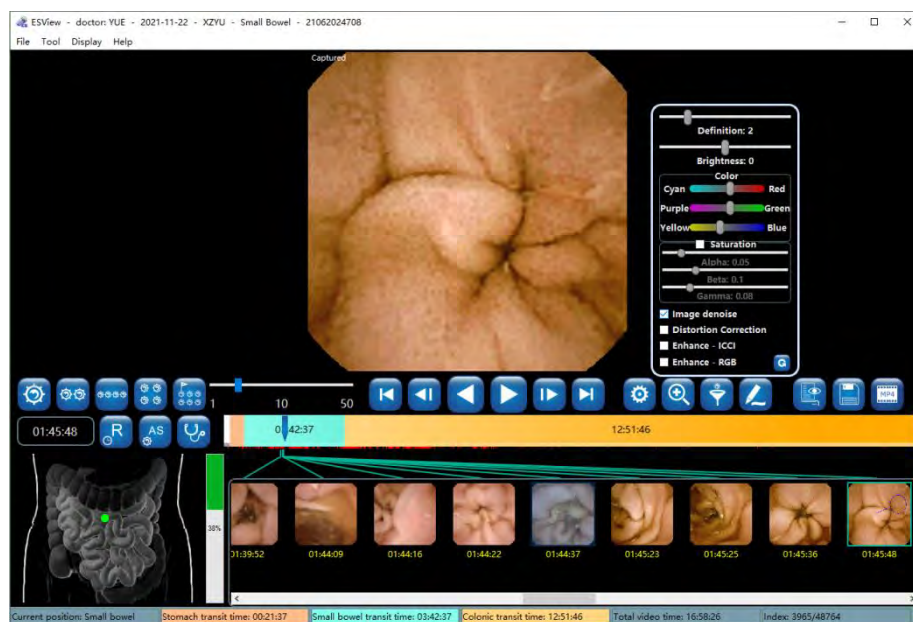 ESView - doctor: YUE - 2021-11-22 - XZYU - Small Bowel - 21062024708
File Tool Display Help
Captured
Definition: 2
Brightness: 0
Color
Cyan Red
Purple Green
Yellow Blue
Saturation
Alpha: 0.05
Beta: 0.1
Gamma: 0.08
Image denoise
Distortion Correction
Enhance - ICCI
Enhance - RGB
1 10 50
MP4
01:45:48 R AS 03:42:37 12:51:46
38%
01:39:52 01:44:09 01:44:16 01:44:22 01:44:37 01:45:23 01:45:25 01:45:36 01:45:48
Current position: Small bowel Stomach transit time: 00:21:37 Small bowel transit time: 03:42:37 Colonic transit time: 12:51:46 Total video time: 16:58:26 Index: 3965/48764